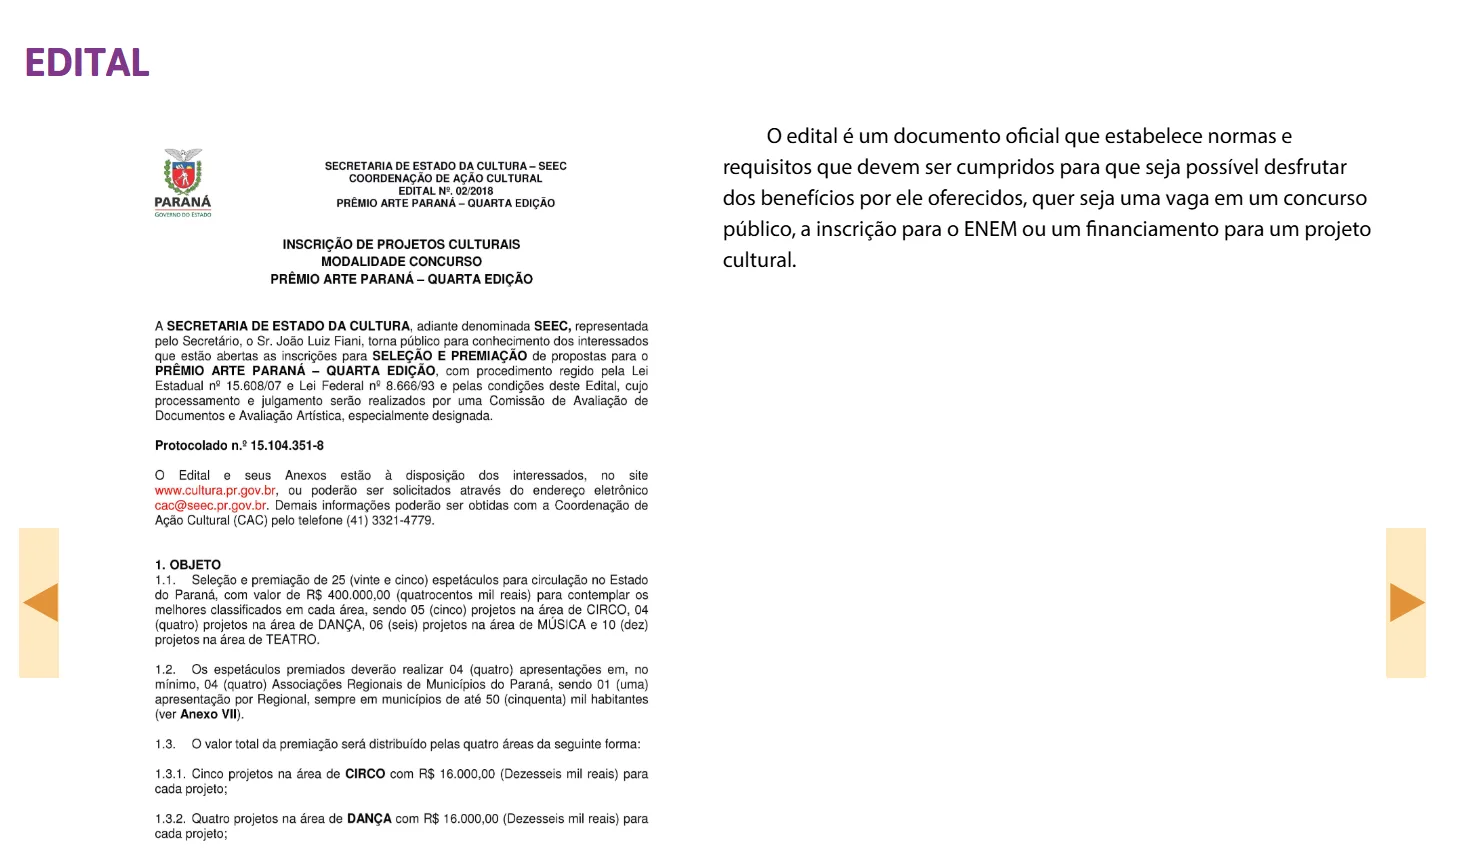 EDITAL
PARANÁ
GOVERNO DO ESTADO
SECRETARIA DE ESTADO DA CULTURA – SEEC
COORDENAÇÃO DE AÇÃO CULTURAL
EDITAL Nº. 02/2018
PRÊMIO ARTE PARANÁ – QUARTA EDIÇÃO
INSCRIÇÃO DE PROJETOS CULTURAIS
MODALIDADE CONCURSO
PRÊMIO ARTE PARANÁ – QUARTA EDIÇÃO
A SECRETARIA DE ESTADO DA CULTURA, adiante denominada SEEC, representada
pelo Secretário, o Sr. João Luiz Fiani, torna público para conhecimento dos interessados
que estão abertas as inscrições para SELEÇÃO E PREMIAÇÃO de propostas para o
PRÊMIO ARTE PARANÁ – QUARTA EDIÇÃO, com procedimento regido pela Lei
Estadual nº 15.608/07 e Lei Federal nº 8.666/93 e pelas condições deste Edital, cujo
processamento e julgamento serão realizados por uma Comissão de Avaliação de
Documentos e Avaliação Artística, especialmente designada.
Protocolado n.º 15.104.351-8
O Edital e seus Anexos estão à disposição dos interessados, no site
www.cultura.pr.gov.br, ou poderão ser solicitados através do endereço eletrônico
cac@seec.pr.gov.br. Demais informações poderão ser obtidas com a Coordenação de
Ação Cultural (CAC) pelo telefone (41) 3321-4779.
1. OBJETO
1.1. Seleção e premiação de 25 (vinte e cinco) espetáculos para circulação no Estado
do Paraná, com valor de R$ 400.000,00 (quatrocentos mil reais) para contemplar os
melhores classificados em cada área, sendo 05 (cinco) projetos na área de CIRCO, 04
(quatro) projetos na área de DANÇA, 06 (seis) projetos na área de MÚSICA e 10 (dez)
projetos na área de TEATRO.
1.2. Os espetáculos premiados deverão realizar 04 (quatro) apresentações em, no
mínimo, 04 (quatro) Associações Regionais de Municípios do Paraná, sendo 01 (uma)
apresentação por Regional, sempre em municípios de até 50 (cinquenta) mil habitantes
(ver Anexo VII).
1.3. O valor total da premiação será distribuído pelas quatro áreas da seguinte forma:
1.3.1. Cinco projetos na área de CIRCO com R$ 16.000,00 (Dezesseis mil reais) para
cada projeto;
1.3.2. Quatro projetos na área de DANÇA com R$ 16.000,00 (Dezesseis mil reais) para
cada projeto;
O edital é um documento oficial que estabelece normas e
requisitos que devem ser cumpridos para que seja possível desfrutar
dos benefícios por ele oferecidos, quer seja uma vaga em um concurso
público, a inscrição para o ENEM ou um financiamento para um projeto
cultural.